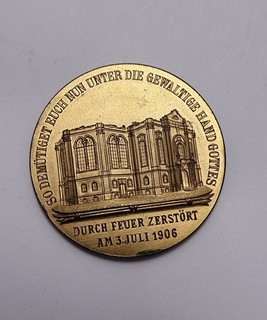 SO DEMÜTIGET EUCH NUN UNTER DIE GEWALTIGE HAND GOTTES
DURCH FEUER ZERSTÖRT
AM 3. JULI 1906